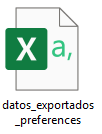 X a,
datos_exportados
_preferences